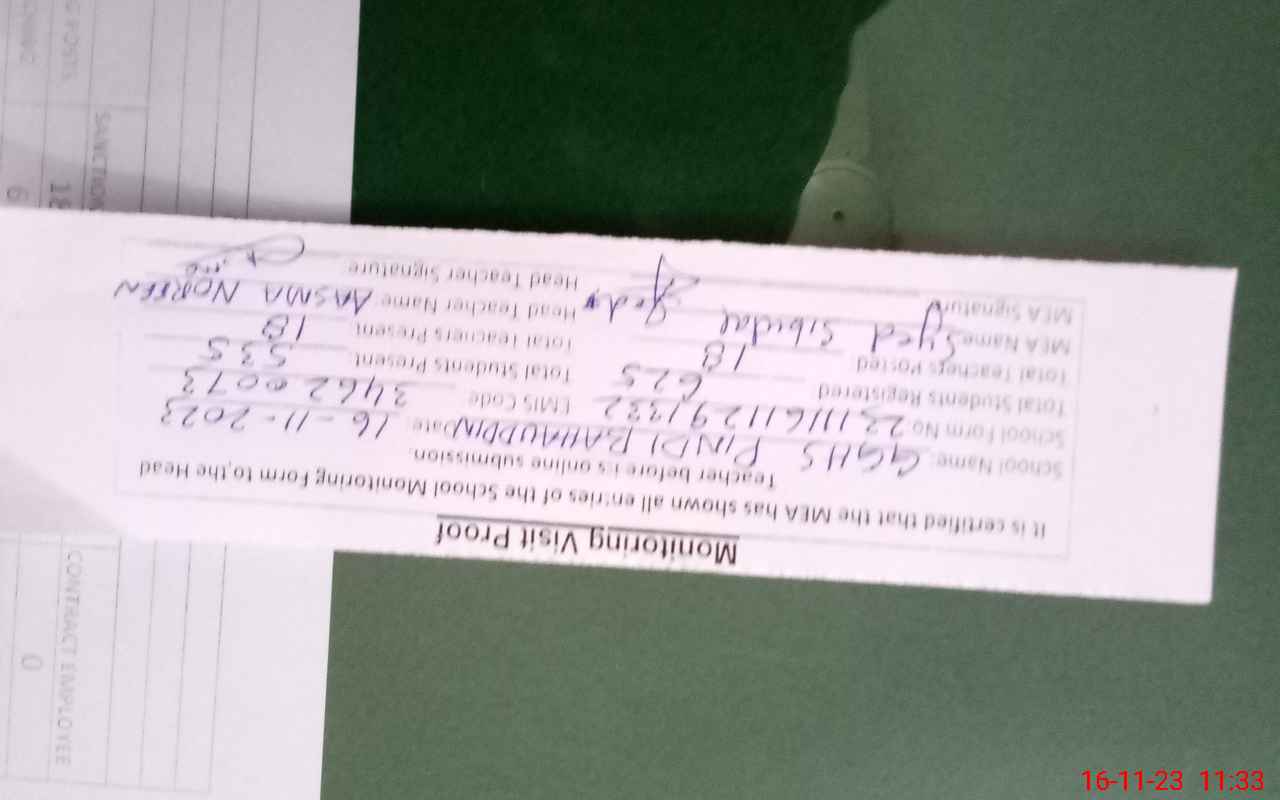 Monitoring Visit Proof
It is certified that the MEA has shown all entries of the School Monitoring Form to the Head
Teacher before its online submission.
School Name: GGHS PINDI BAHAUDDIN Date: 16-11-2023
School Form No: 231111611291332 EMIS Code 34620073
Total Students Registered 625 Total Students Present: 535
Total Teachers Posted 18 Total Teachers Present: 18
MEA Name: Syed Head Teacher Name: AASMA NOREEN
MEA Signature Head Teacher Signature:
G POSTS
SANCTIO
18
6
CONTRACT EMPLOYEE
0
16-11-23 11:33